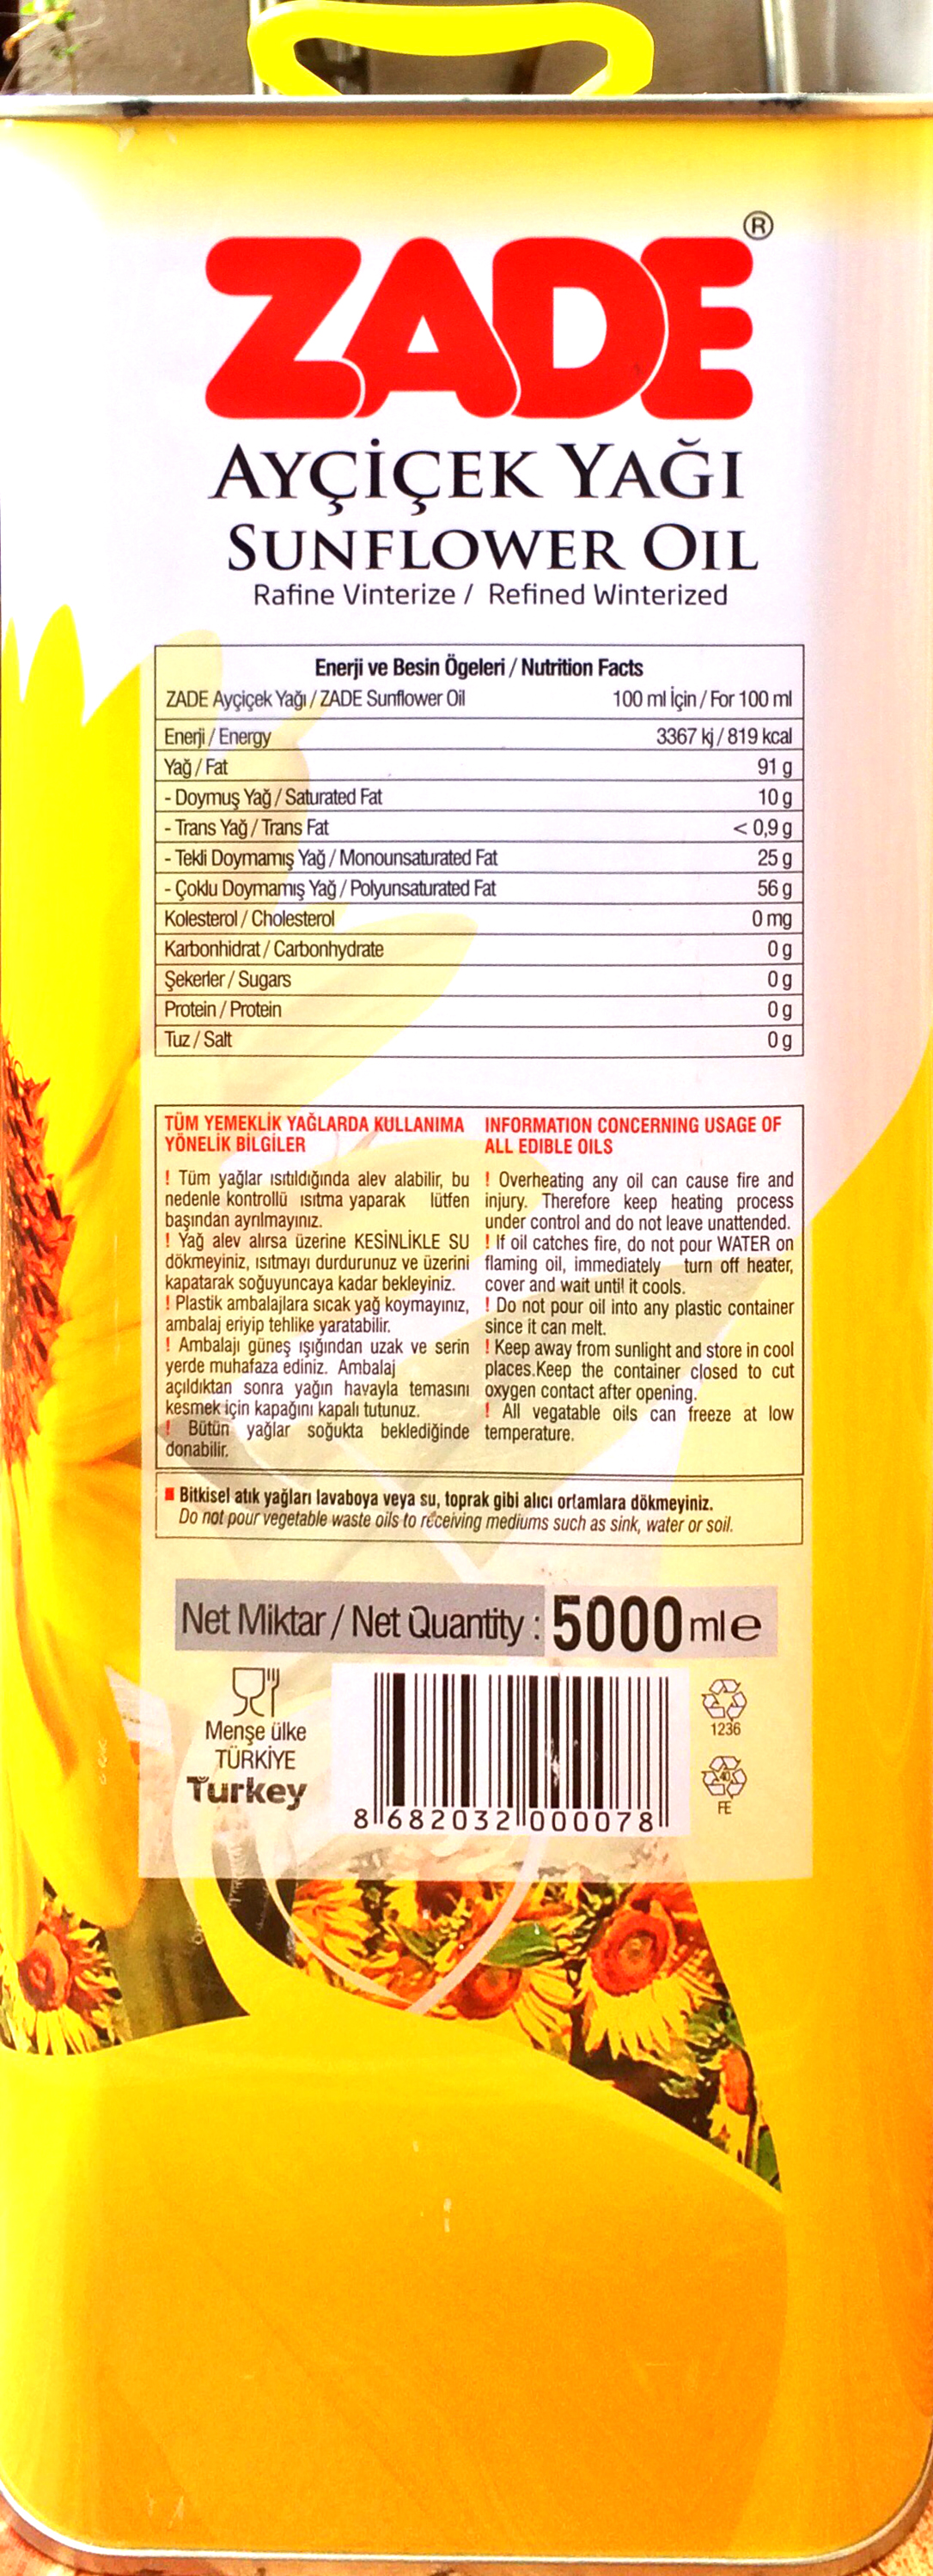 ZADE®
AYÇİÇEK YAĞI
SUNFLOWER OIL
Rafine Vinterize / Refined Winterized
Enerji ve Besin Ögeleri / Nutrition Facts
ZADE Ayçiçek Yağı / ZADE Sunflower Oil 100 ml İçin / For 100 ml
Enerji / Energy 3367 kj / 819 kcal
Yağ / Fat 91 g
- Doymuş Yağ / Saturated Fat 10 g
- Trans Yağ / Trans Fat < 0,9 g
- Tekli Doymamış Yağ / Monounsaturated Fat 25 g
- Çoklu Doymamış Yağ / Polyunsaturated Fat 56 g
Kolesterol / Cholesterol 0 mg
Karbonhidrat / Carbonhydrate 0 g
Şekerler / Sugars 0 g
Protein / Protein 0 g
Tuz / Salt 0 g
TÜM YEMEKLİK YAĞLARDA KULLANIMA
YÖNELİK BİLGİLER
! Tüm yağlar ısıtıldığında alev alabilir, bu
nedenle kontrollü ısıtma yaparak lütfen
başından ayrılmayınız.
! Yağ alev alırsa üzerine KESİNLİKLE SU
dökmeyiniz, ısıtmayı durdurunuz ve üzerini
kapatarak soğuyuncaya kadar bekleyiniz.
! Plastik ambalajlara sıcak yağ koymayınız,
ambalaj eriyip tehlike yaratabilir.
! Ambalajı güneş ışığından uzak ve serin
yerde muhafaza ediniz. Ambalaj
açıldıktan sonra yağın havayla temasını
kesmek için kapağını kapalı tutunuz.
! Bütün yağlar soğukta beklediğinde
donabilir.
INFORMATION CONCERNING USAGE OF
ALL EDIBLE OILS
! Overheating any oil can cause fire and
injury. Therefore keep heating process
under control and do not leave unattended.
! If oil catches fire, do not pour WATER on
flaming oil, immediately turn off heater,
cover and wait until it cools.
! Do not pour oil into any plastic container
since it can melt.
! Keep away from sunlight and store in cool
places.Keep the container closed to cut
oxygen contact after opening.
! All vegatable oils can freeze at low
temperature.
Bitkisel atık yağları lavaboya veya su, toprak gibi alıcı ortamlara dökmeyiniz.
Do not pour vegetable waste oils to receiving mediums such as sink, water or soil.
Net Miktar / Net Quantity : 5000 ml e
Menşe ülke
TÜRKİYE
Turkey
8 682032 000078
1236
40
FE